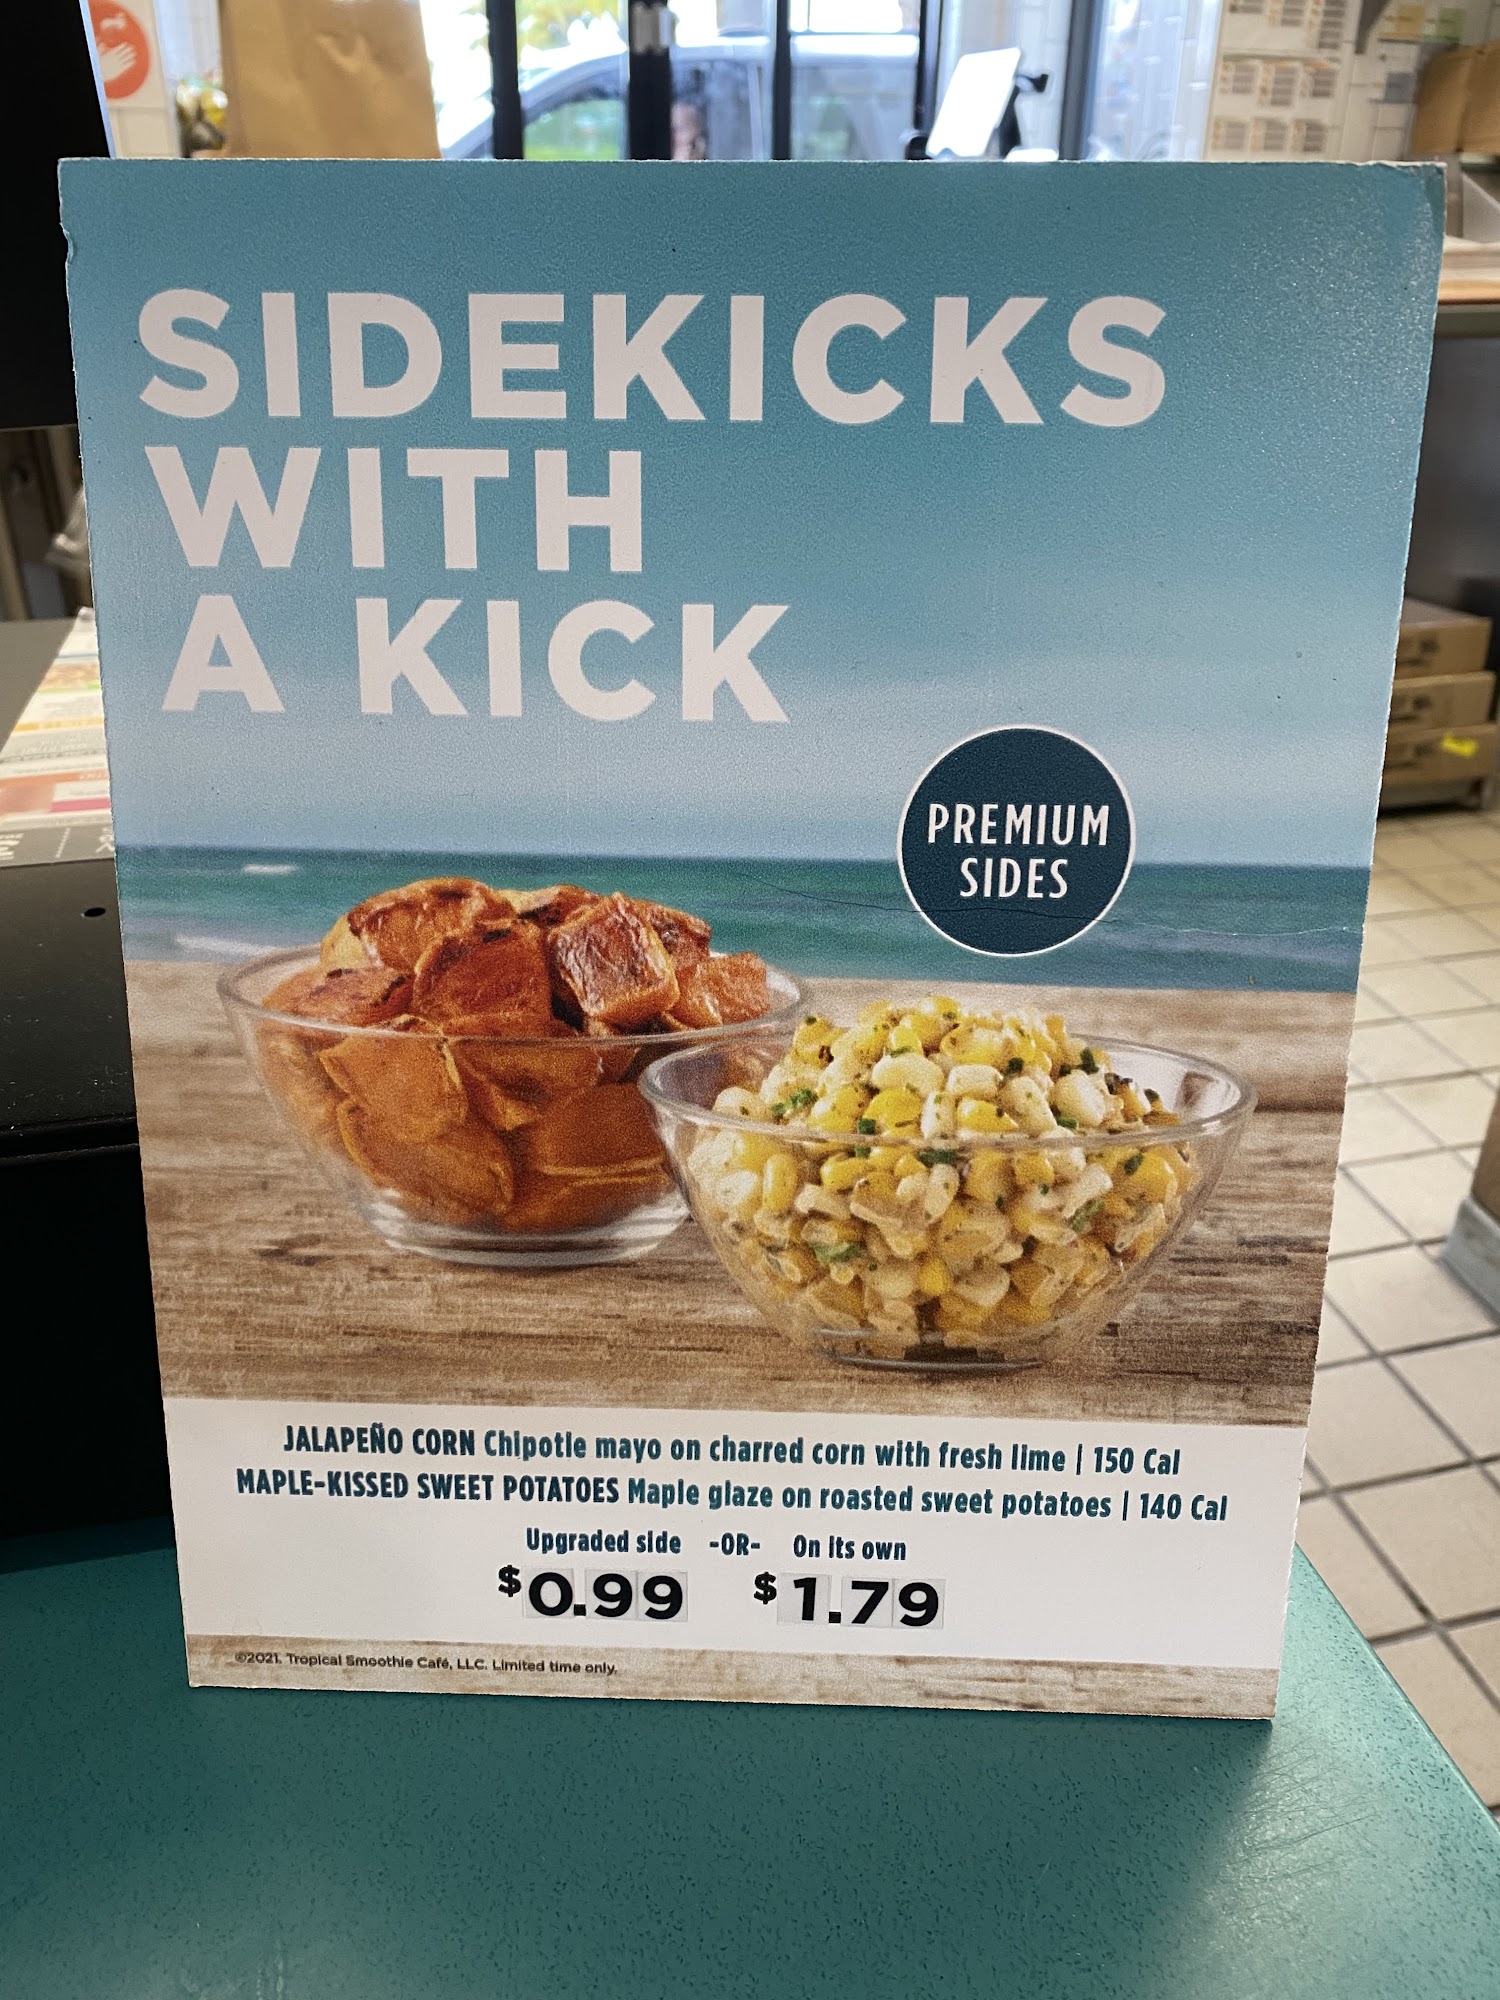 SIDEKICKS
WITH
A KICK
PREMIUM
SIDES
JALAPEÑO CORN Chipotle mayo on charred corn with fresh lime | 150 Cal
MAPLE-KISSED SWEET POTATOES Maple glaze on roasted sweet potatoes | 140 Cal
Upgraded side -OR- On its own
$0.99 $1.79
©2021. Tropical Smoothie Café, LLC. Limited time only.